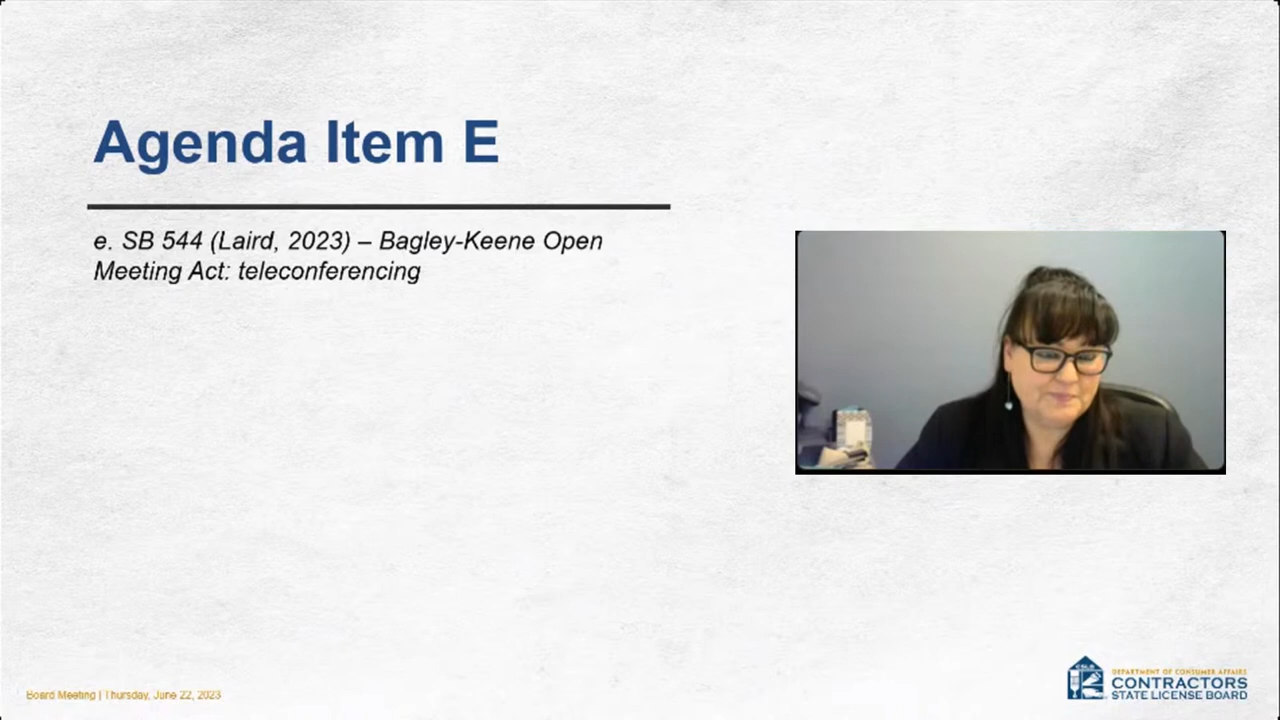 Agenda Item E
e. SB 544 (Laird, 2023) – Bagley-Keene Open
Meeting Act: teleconferencing
Board Meeting | Thursday, June 22, 2023
CSLB
DEPARTMENT OF CONSUMER AFFAIRS
CONTRACTORS
STATE LICENSE BOARD